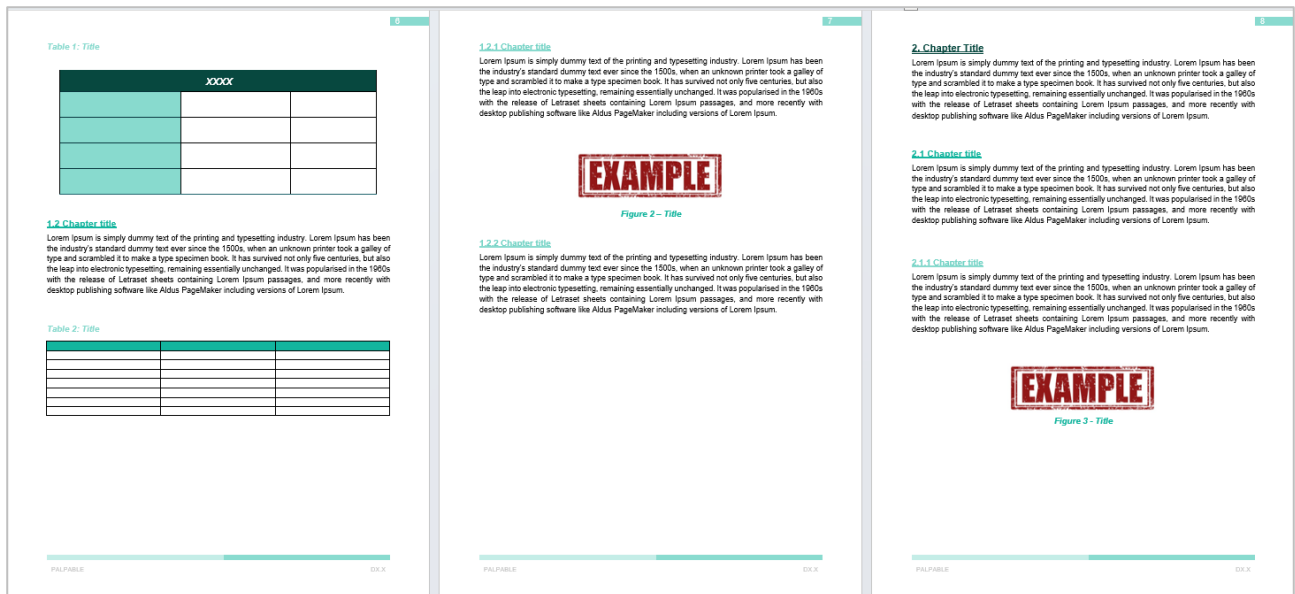 6
Table 1: Title
XXXX
1.2 Chapter title
Lorem Ipsum is simply dummy text of the printing and typesetting industry. Lorem Ipsum has been
the industry's standard dummy text ever since the 1500s, when an unknown printer took a galley of
type and scrambled it to make a type specimen book. It has survived not only five centuries, but also
the leap into electronic typesetting, remaining essentially unchanged. It was popularised in the 1960s
with the release of Letraset sheets containing Lorem Ipsum passages, and more recently with
desktop publishing software like Aldus PageMaker including versions of Lorem Ipsum.
Table 2: Title
PALPABLE
DX.X
7
1.2.1 Chapter title
Lorem Ipsum is simply dummy text of the printing and typesetting industry. Lorem Ipsum has been
the industry's standard dummy text ever since the 1500s, when an unknown printer took a galley of
type and scrambled it to make a type specimen book. It has survived not only five centuries, but also
the leap into electronic typesetting, remaining essentially unchanged. It was popularised in the 1960s
with the release of Letraset sheets containing Lorem Ipsum passages, and more recently with
desktop publishing software like Aldus PageMaker including versions of Lorem Ipsum.
EXAMPLE
Figure 2 – Title
1.2.2 Chapter title
Lorem Ipsum is simply dummy text of the printing and typesetting industry. Lorem Ipsum has been
the industry's standard dummy text ever since the 1500s, when an unknown printer took a galley of
type and scrambled it to make a type specimen book. It has survived not only five centuries, but also
the leap into electronic typesetting, remaining essentially unchanged. It was popularised in the 1960s
with the release of Letraset sheets containing Lorem Ipsum passages, and more recently with
desktop publishing software like Aldus PageMaker including versions of Lorem Ipsum.
PALPABLE
DX.X
8
2. Chapter Title
Lorem Ipsum is simply dummy text of the printing and typesetting industry. Lorem Ipsum has been
the industry's standard dummy text ever since the 1500s, when an unknown printer took a galley of
type and scrambled it to make a type specimen book. It has survived not only five centuries, but also
the leap into electronic typesetting, remaining essentially unchanged. It was popularised in the 1960s
with the release of Letraset sheets containing Lorem Ipsum passages, and more recently with
desktop publishing software like Aldus PageMaker including versions of Lorem Ipsum.
2.1 Chapter title
Lorem Ipsum is simply dummy text of the printing and typesetting industry. Lorem Ipsum has been
the industry's standard dummy text ever since the 1500s, when an unknown printer took a galley of
type and scrambled it to make a type specimen book. It has survived not only five centuries, but also
the leap into electronic typesetting, remaining essentially unchanged. It was popularised in the 1960s
with the release of Letraset sheets containing Lorem Ipsum passages, and more recently with
desktop publishing software like Aldus PageMaker including versions of Lorem Ipsum.
2.1.1 Chapter title
Lorem Ipsum is simply dummy text of the printing and typesetting industry. Lorem Ipsum has been
the industry's standard dummy text ever since the 1500s, when an unknown printer took a galley of
type and scrambled it to make a type specimen book. It has survived not only five centuries, but also
the leap into electronic typesetting, remaining essentially unchanged. It was popularised in the 1960s
with the release of Letraset sheets containing Lorem Ipsum passages, and more recently with
desktop publishing software like Aldus PageMaker including versions of Lorem Ipsum.
EXAMPLE
Figure 3 - Title
PALPABLE
DX.X